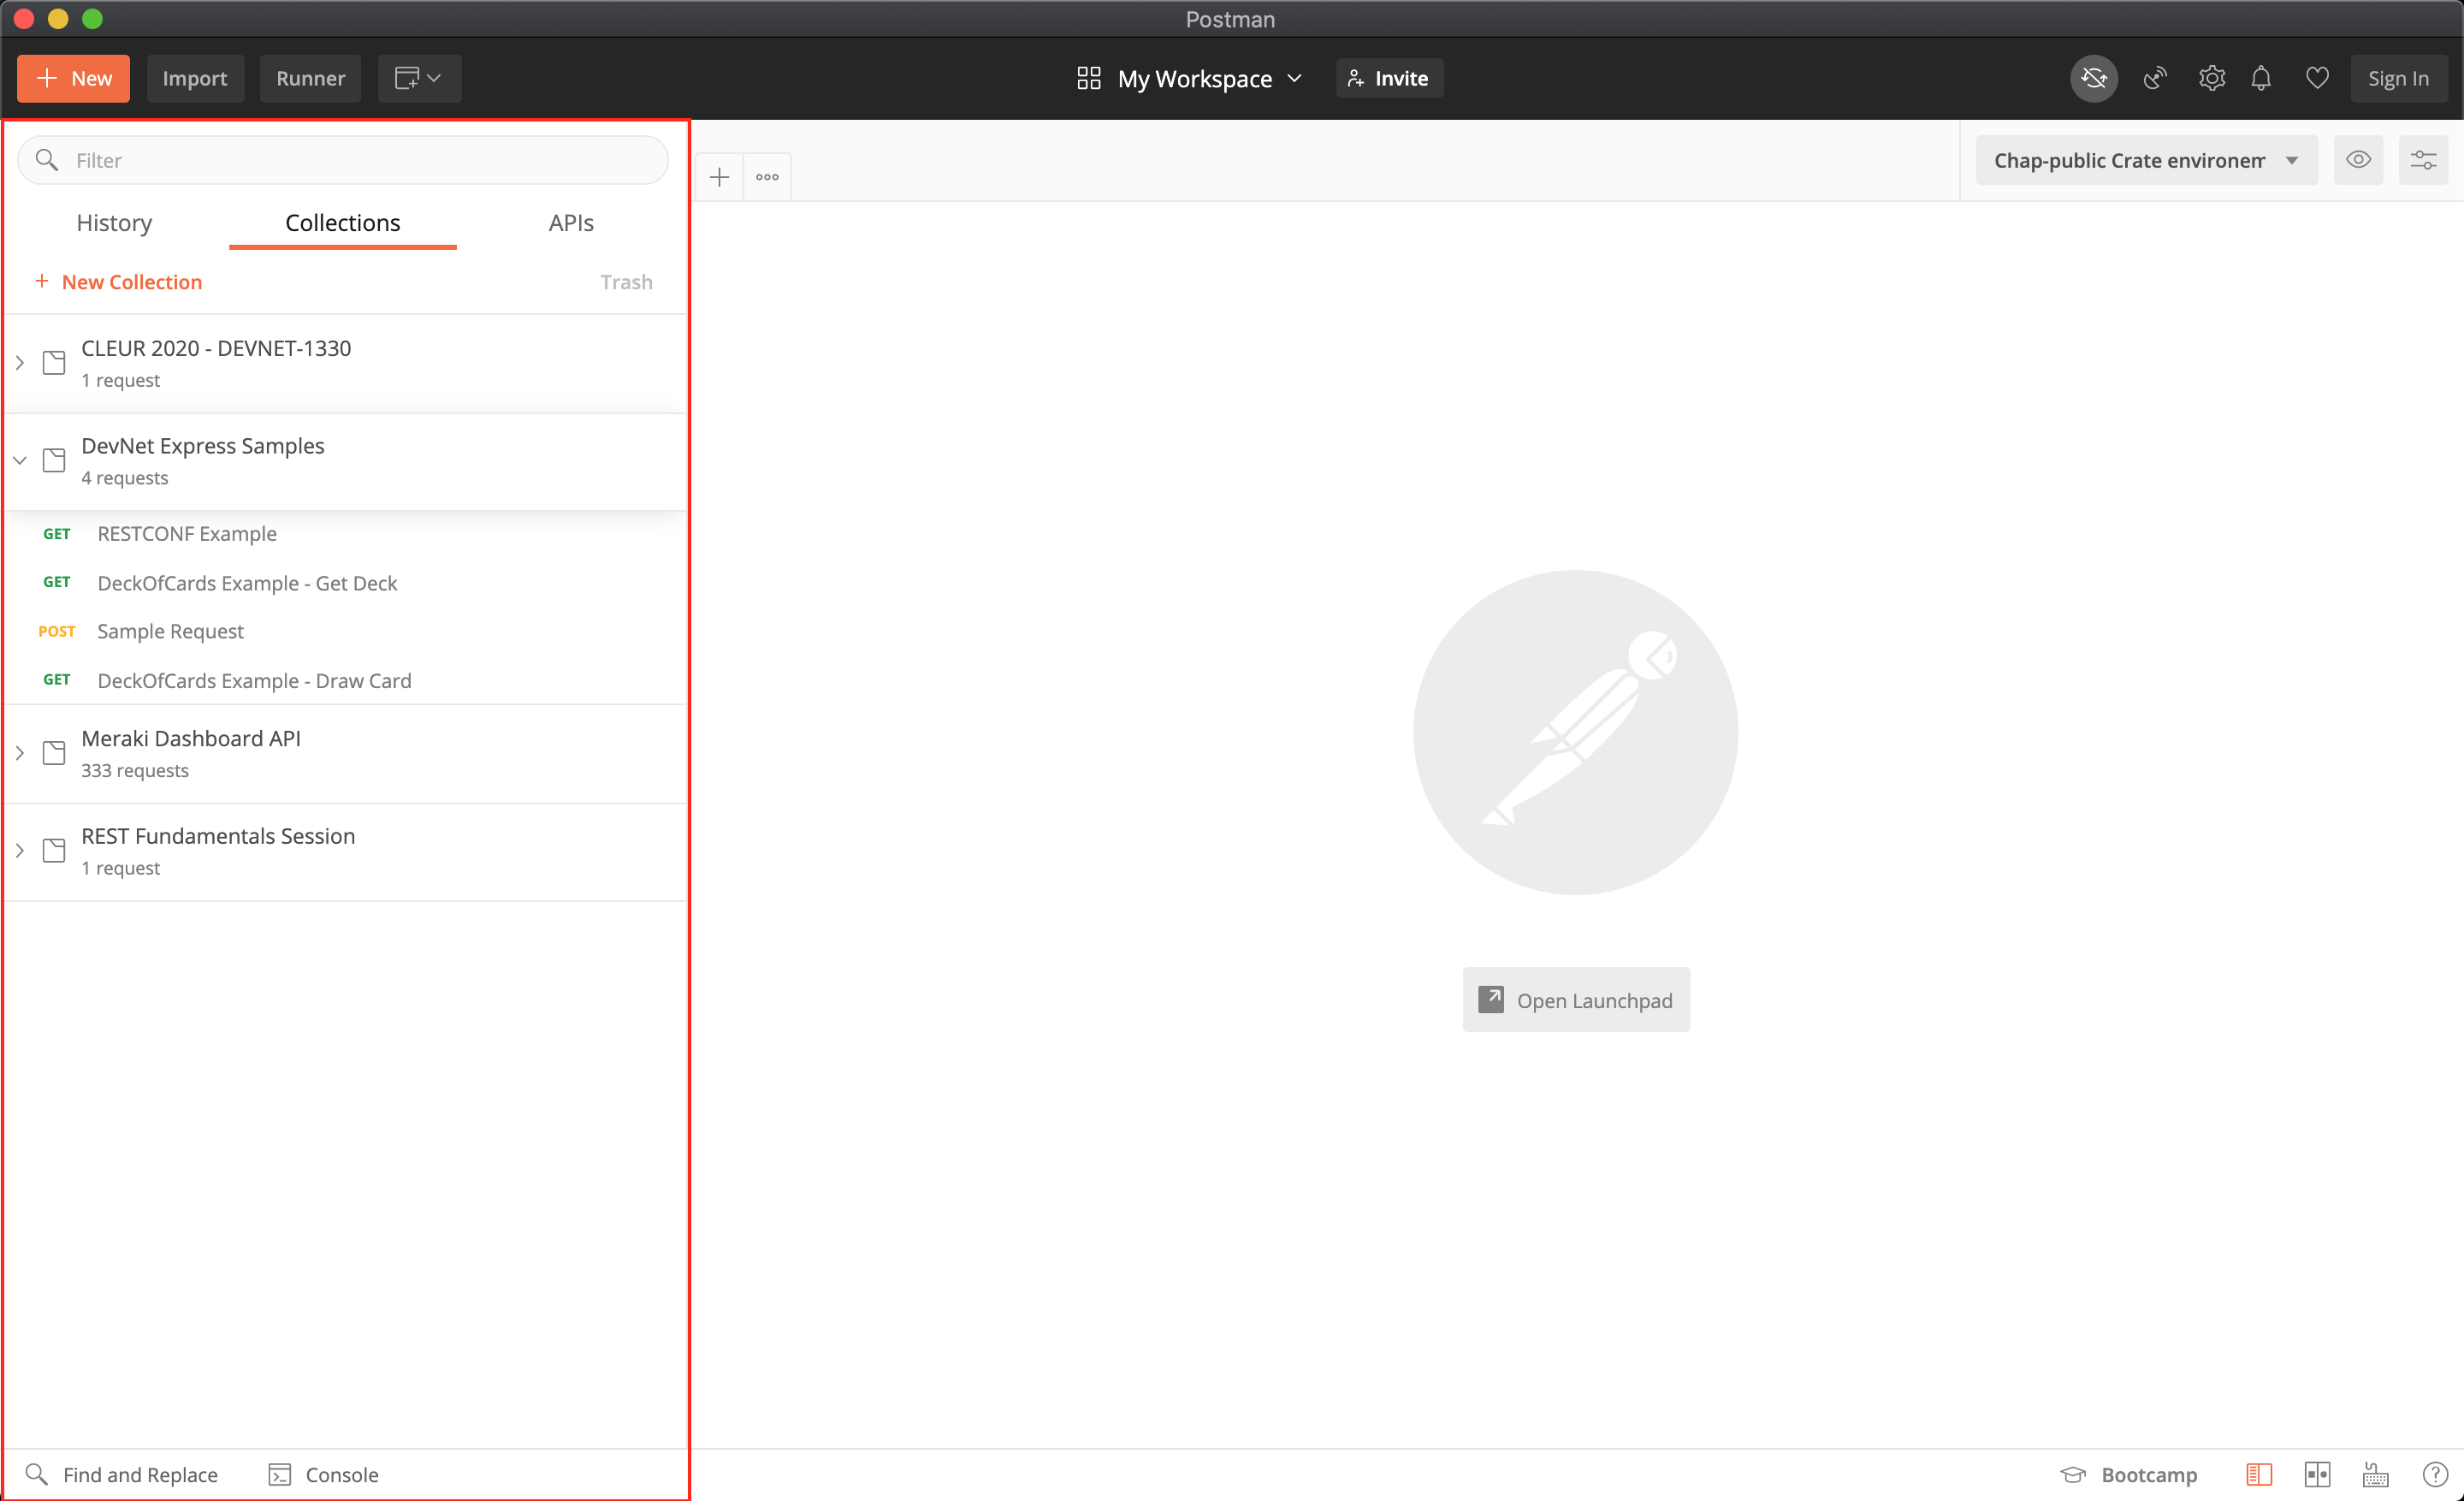 Postman
New
Import
Runner
My Workspace
Invite
Sign In
Filter
Chap-public Crate environem
History
Collections
APIs
New Collection
Trash
CLEUR 2020 - DEVNET-1330
1 request
DevNet Express Samples
4 requests
GET RESTCONF Example
GET DeckOfCards Example - Get Deck
POST Sample Request
GET DeckOfCards Example - Draw Card
Meraki Dashboard API
333 requests
REST Fundamentals Session
1 request
Open Launchpad
Find and Replace
Console
Bootcamp